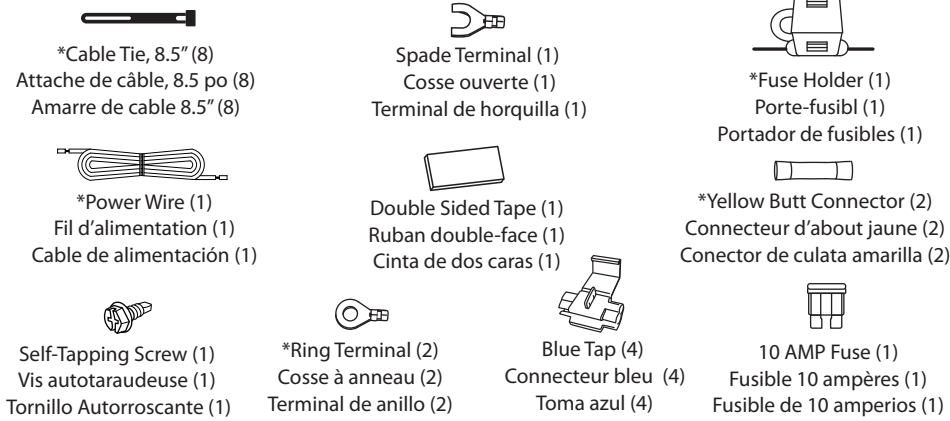 *Cable Tie, 8.5” (8)
Attache de câble, 8.5 po (8)
Amarre de cable 8.5” (8)
Spade Terminal (1)
Cosse ouverte (1)
Terminal de horquilla (1)
*Fuse Holder (1)
Porte-fusibl (1)
Portador de fusibles (1)
*Power Wire (1)
Fil d’alimentation (1)
Cable de alimentación (1)
Double Sided Tape (1)
Ruban double-face (1)
Cinta de dos caras (1)
*Yellow Butt Connector (2)
Connecteur d’about jaune (2)
Conector de culata amarilla (2)
Self-Tapping Screw (1)
Vis autotaraudeuse (1)
Tornillo Autorroscante (1)
*Ring Terminal (2)
Cosse à anneau (2)
Terminal de anillo (2)
Blue Tap (4)
Connecteur bleu (4)
Toma azul (4)
10 AMP Fuse (1)
Fusible 10 ampères (1)
Fusible de 10 amperios (1)